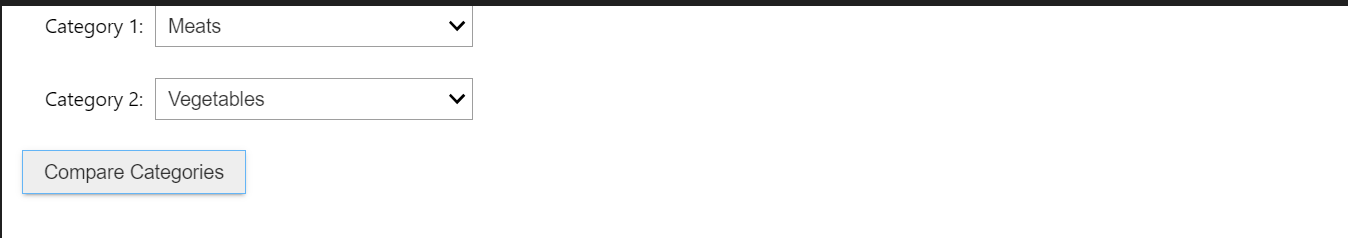 Category 1: Meats
Category 2: Vegetables
Compare Categories